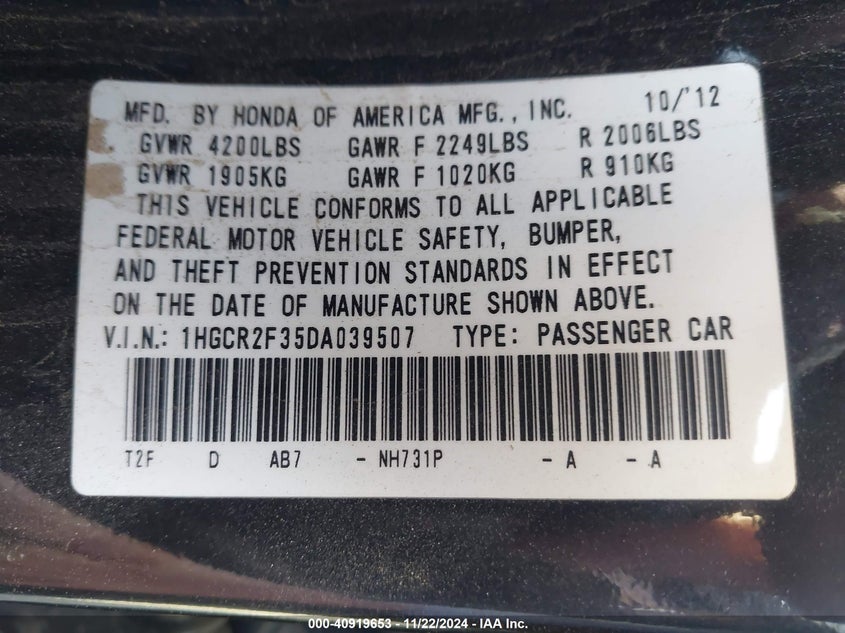 MFD. BY HONDA OF AMERICA MFG., INC. 10/'12
GVWR 4200LBS GAWR F 2249LBS R 2006LBS
GVWR 1905KG GAWR F 1020KG R 910KG
THIS VEHICLE CONFORMS TO ALL APPLICABLE
FEDERAL MOTOR VEHICLE SAFETY, BUMPER,
AND THEFT PREVENTION STANDARDS IN EFFECT
ON THE DATE OF MANUFACTURE SHOWN ABOVE.
V.I.N.: 1HGCR2F35DA039507 TYPE: PASSENGER CAR
T2F D AB7 - NH731P - A - A
000-40919653 - 11/22/2024 - IAA Inc.